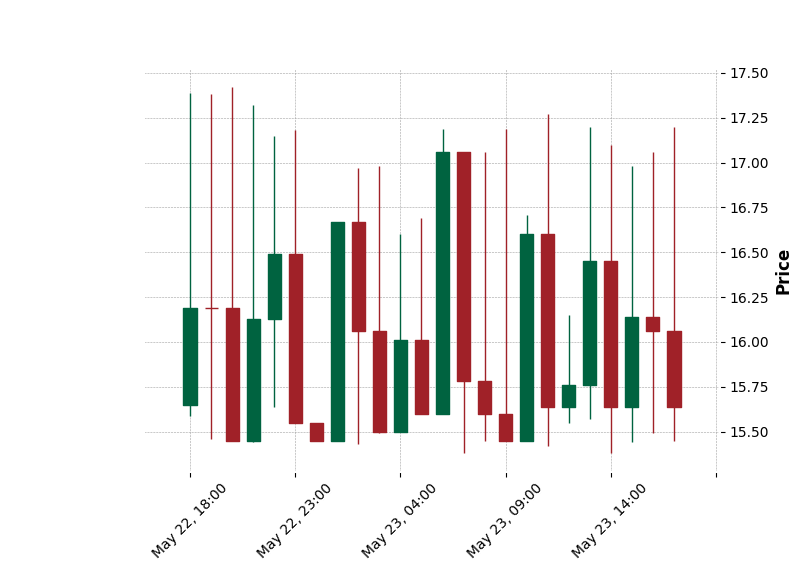 17.50
17.25
17.00
16.75
16.50
16.25
16.00
15.75
15.50
Price
May 22, 18:00
May 22, 23:00
May 23, 04:00
May 23, 09:00
May 23, 14:00